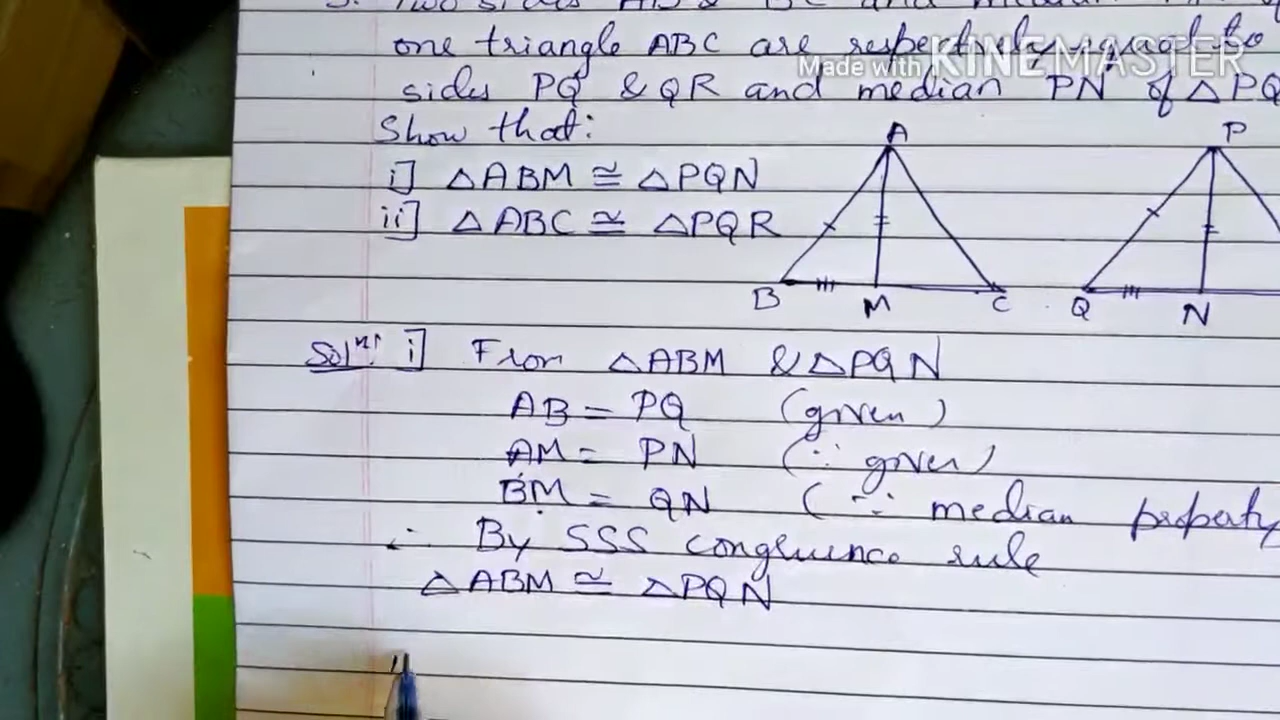 one triangle ABC are respectively equal to
Made with KINEMASTER
sides PQ & QR and median PN of △PQ
Show that:
i] △ABM ≅ △PQN
ii] △ABC ≅ △PQR
A
P
B
M
C
Q
N
Solⁿ: i] From △ABM & △PQN
AB = PQ (given)
AM = PN (∵ given)
BM = QN (∵ median property
∴ By SSS congruence rule
△ABM ≅ △PQN